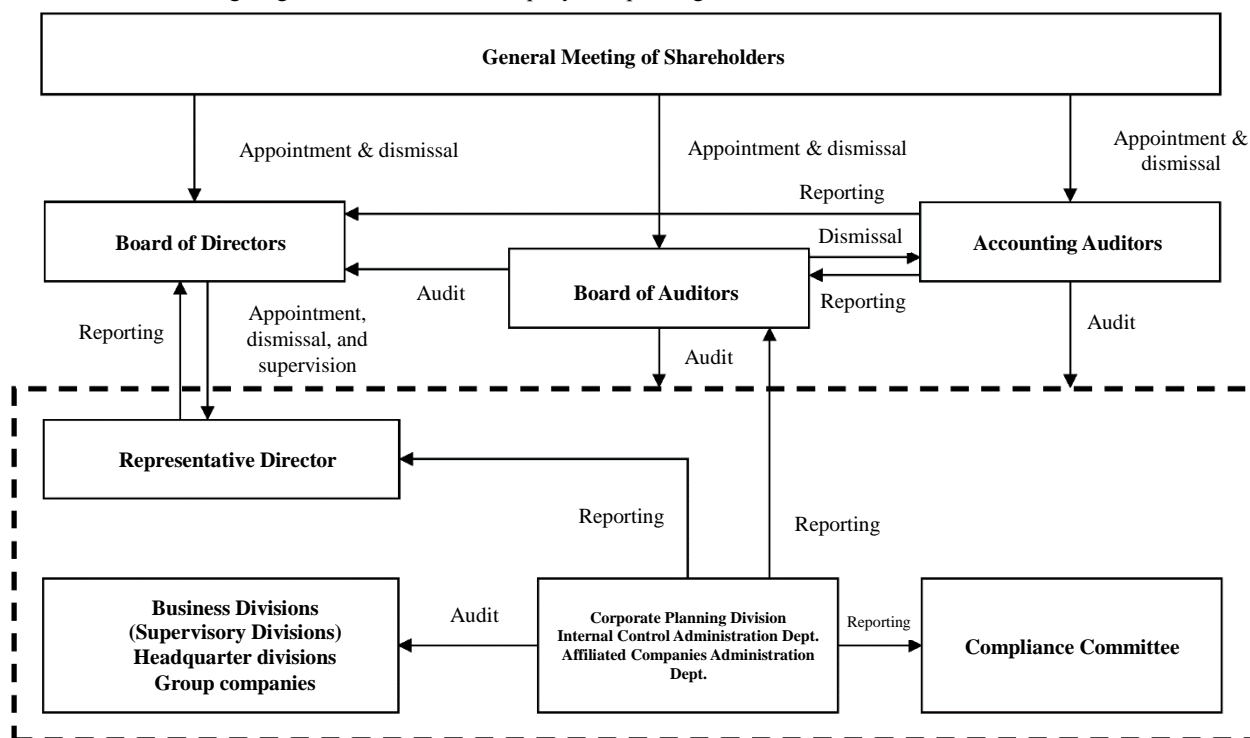 General Meeting of Shareholders
Appointment & dismissal
Appointment & dismissal
Appointment &
dismissal
Reporting
Board of Directors
Dismissal
Accounting Auditors
Audit
Board of Auditors
Reporting
Reporting
Appointment,
dismissal, and
supervision
Audit
Audit
Representative Director
Reporting
Reporting
Business Divisions
(Supervisory Divisions)
Headquarter divisions
Group companies
Audit
Corporate Planning Division
Internal Control Administration Dept.
Affiliated Companies Administration
Dept.
Reporting
Compliance Committee